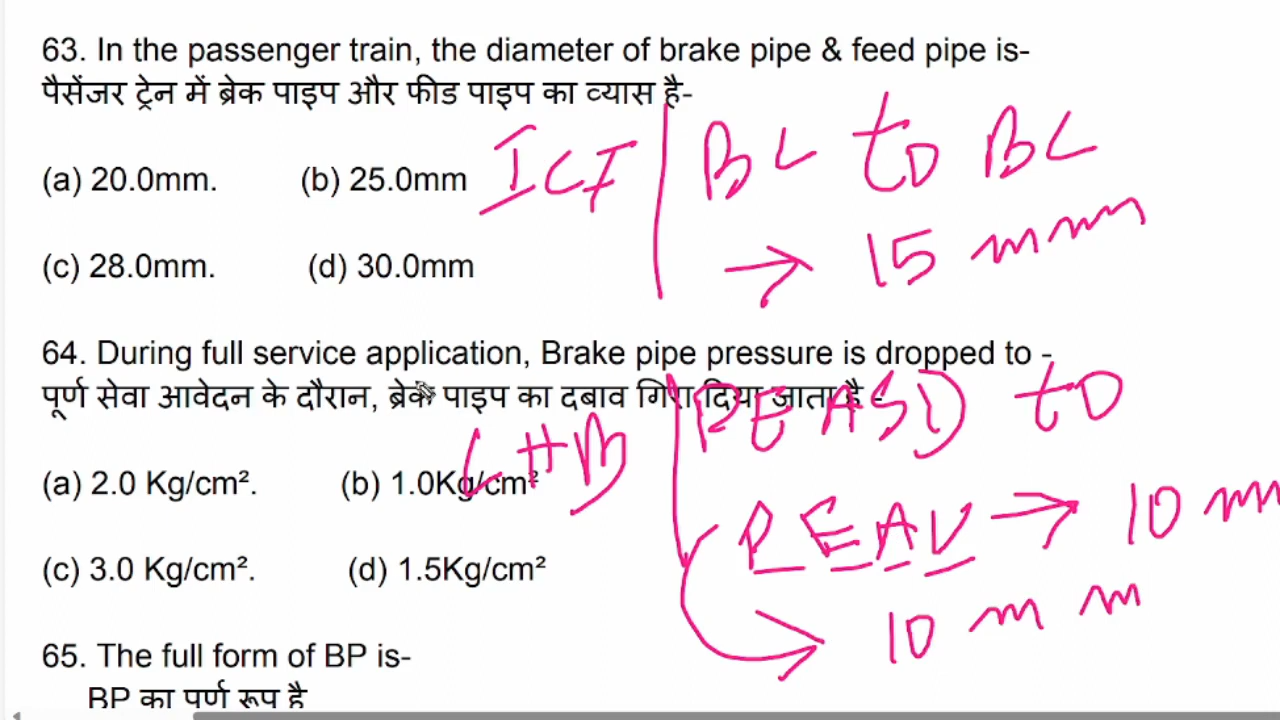 63. In the passenger train, the diameter of brake pipe & feed pipe is-
पैसेंजर ट्रेन में ब्रेक पाइप और फीड पाइप का व्यास है-
ICF BC to BC
(a) 20.0mm. (b) 25.0mm
→ 15 mmm
(c) 28.0mm. (d) 30.0mm
64. During full service application, Brake pipe pressure is dropped to -
पूर्ण सेवा आवेदन के दौरान, ब्रेक पाइप का दबाव गिरा दिया जाता है -
LHB PEASD to
(a) 2.0 Kg/cm². (b) 1.0Kg/cm²
PEAV → 10 mm
(c) 3.0 Kg/cm². (d) 1.5Kg/cm²
→ 10 mm
65. The full form of BP is-
BP का पूर्ण रूप है